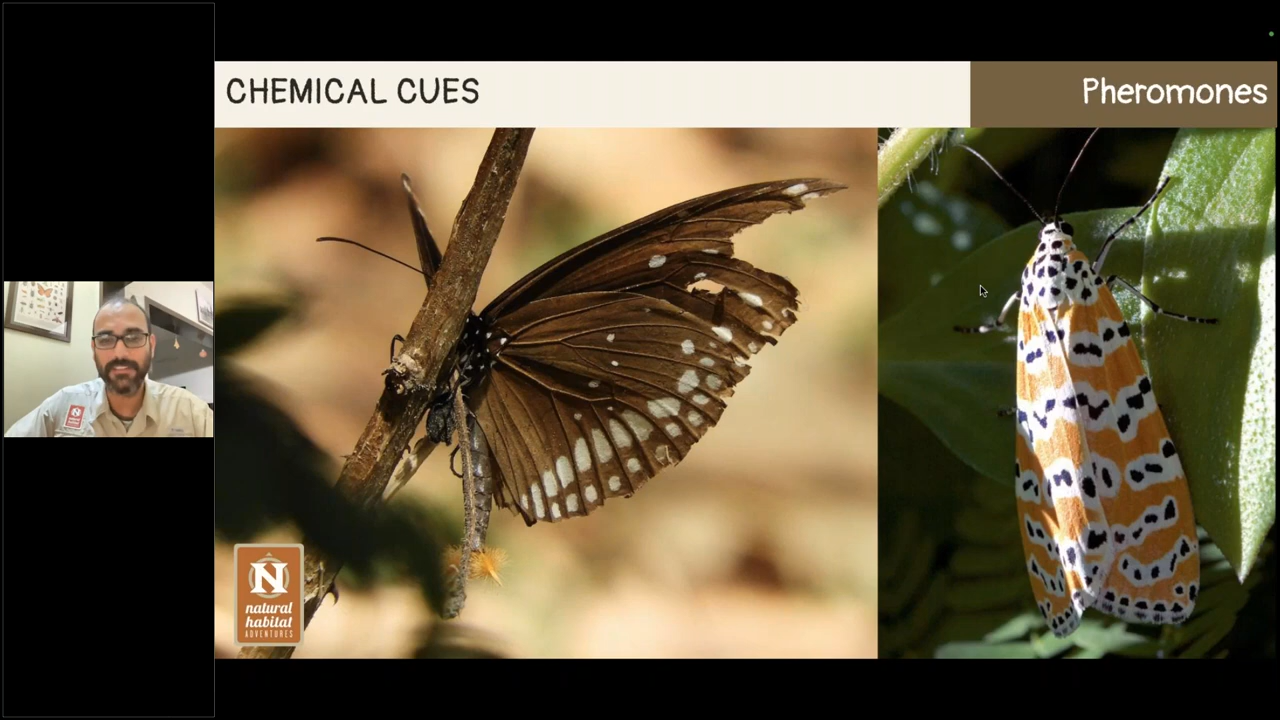 CHEMICAL CUES
Pheromones
N
natural
habitat
ADVENTURES